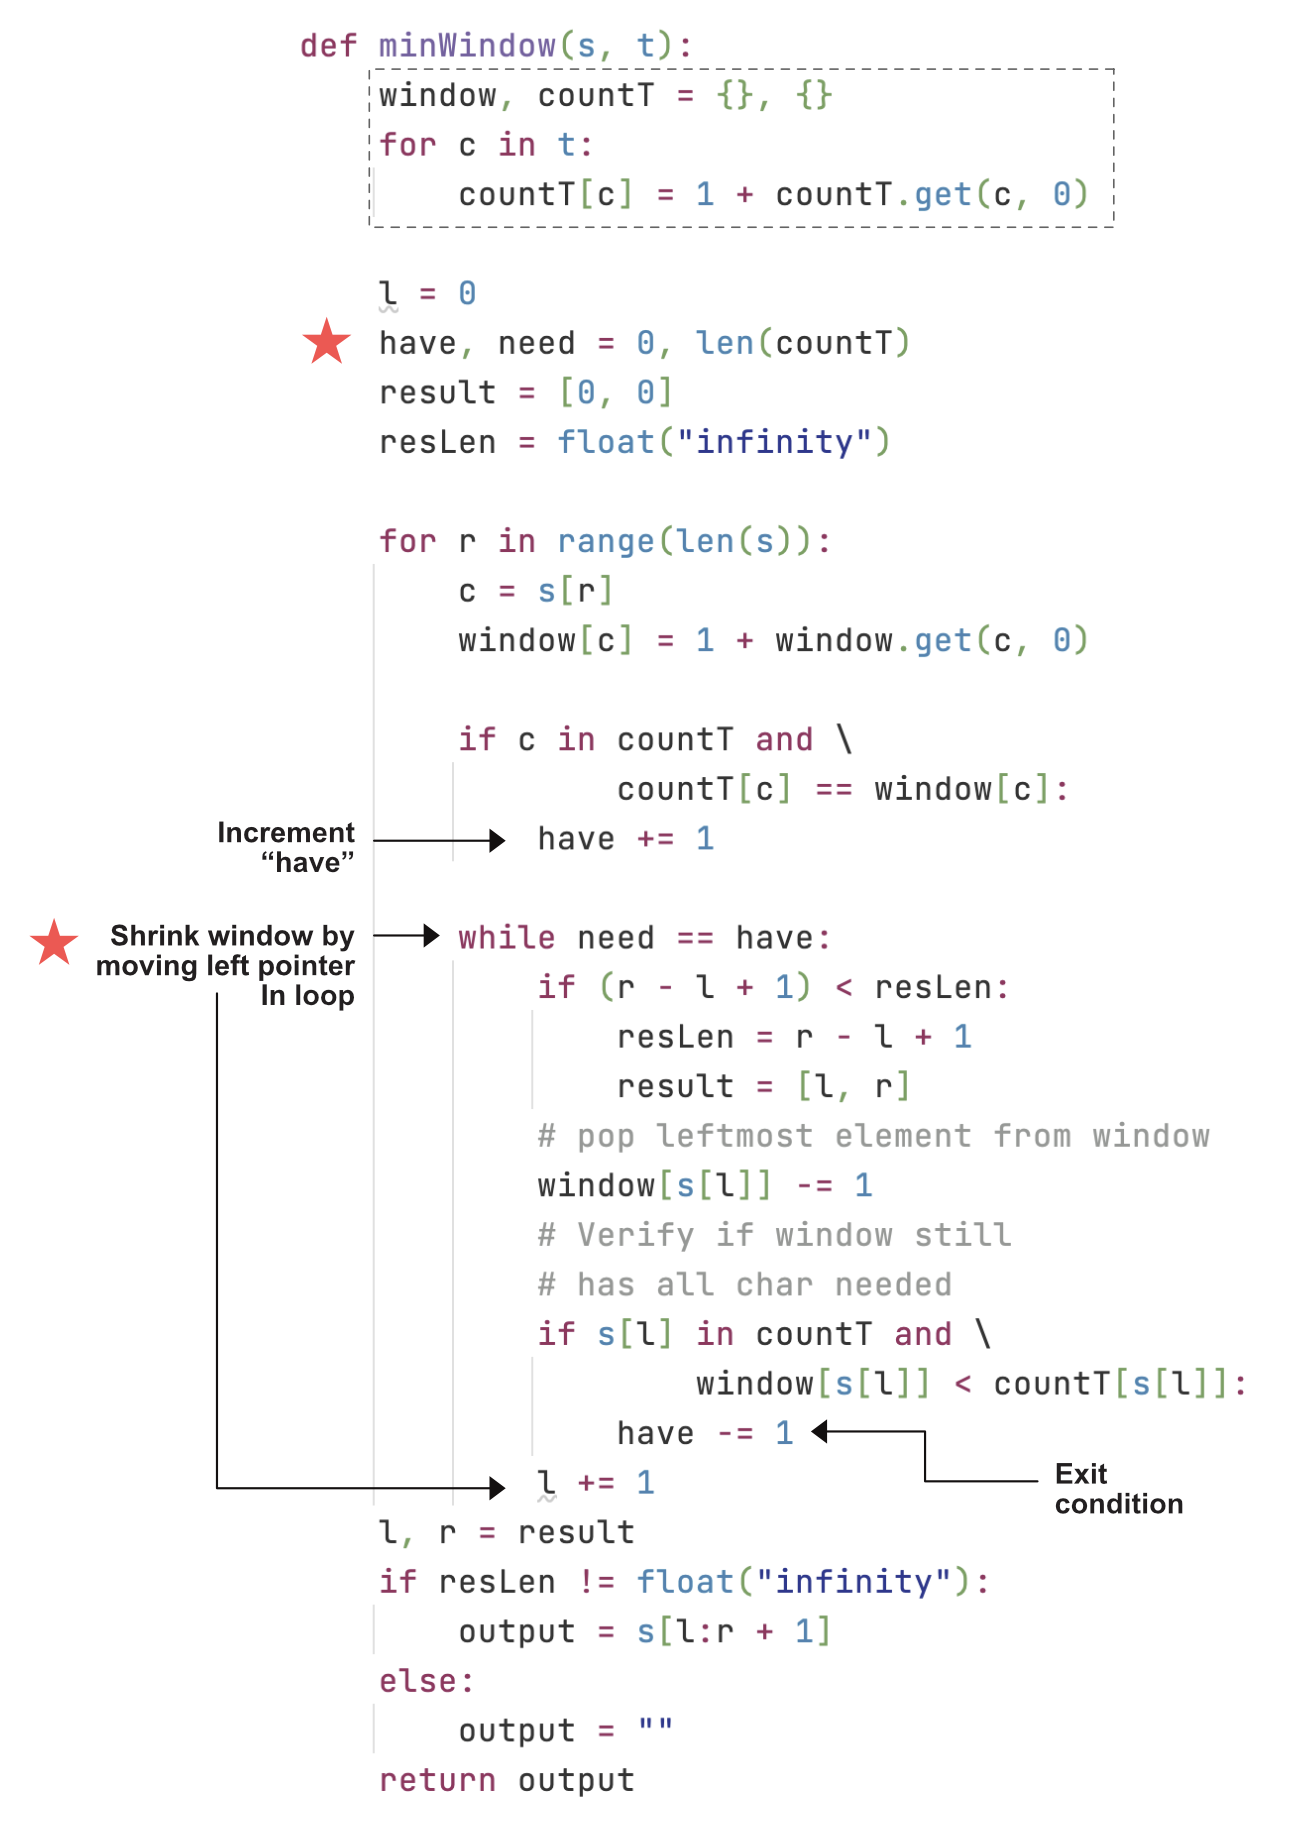 def minWindow(s, t):
    window, countT = {}, {}
    for c in t:
        countT[c] = 1 + countT.get(c, 0)
    l = 0
    have, need = 0, len(countT)
    result = [0, 0]
    resLen = float("infinity")
    for r in range(len(s)):
        c = s[r]
        window[c] = 1 + window.get(c, 0)
        if c in countT and \
                countT[c] == window[c]:
            have += 1
Increment
“have”
        while need == have:
Shrink window by
moving left pointer
In loop
            if (r - l + 1) < resLen:
                resLen = r - l + 1
                result = [l, r]
            # pop leftmost element from window
            window[s[l]] -= 1
            # Verify if window still
            # has all char needed
            if s[l] in countT and \
                    window[s[l]] < countT[s[l]]:
                have -= 1
Exit
condition
            l += 1
    l, r = result
    if resLen != float("infinity"):
        output = s[l:r + 1]
    else:
        output = ""
    return output